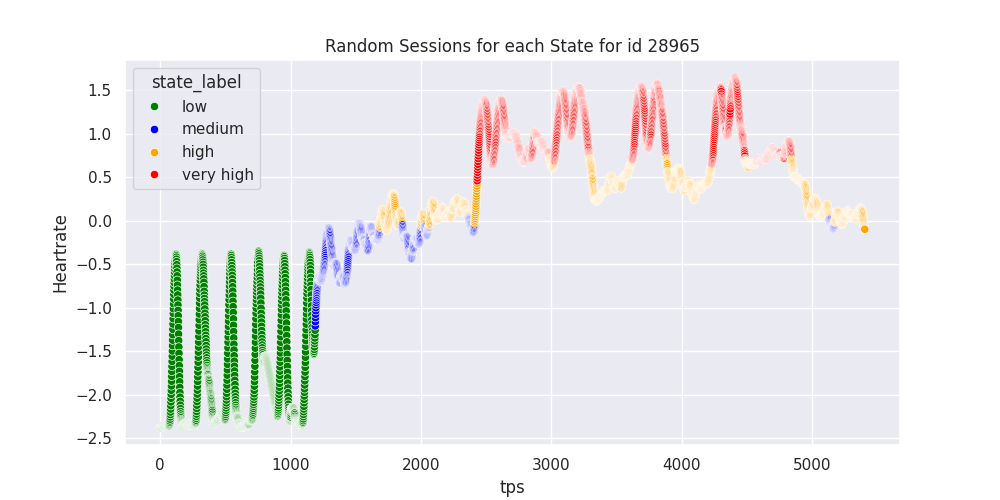 Random Sessions for each State for id 28965
state_label
low
medium
high
very high
Heartrate
1.5
1.0
0.5
0.0
−0.5
−1.0
−1.5
−2.0
−2.5
0 1000 2000 3000 4000 5000
tps